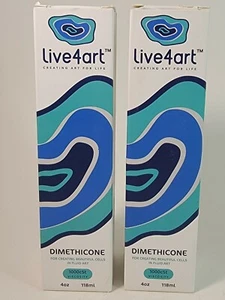 live4art™
CREATING ART FOR LIFE
DIMETHICONE
FOR CREATING BEAUTIFUL CELLS
IN FLUID ART
4oz 118mL
live4art™
CREATING ART FOR LIFE
DIMETHICONE
FOR CREATING BEAUTIFUL CELLS
IN FLUID ART
4oz 118mL